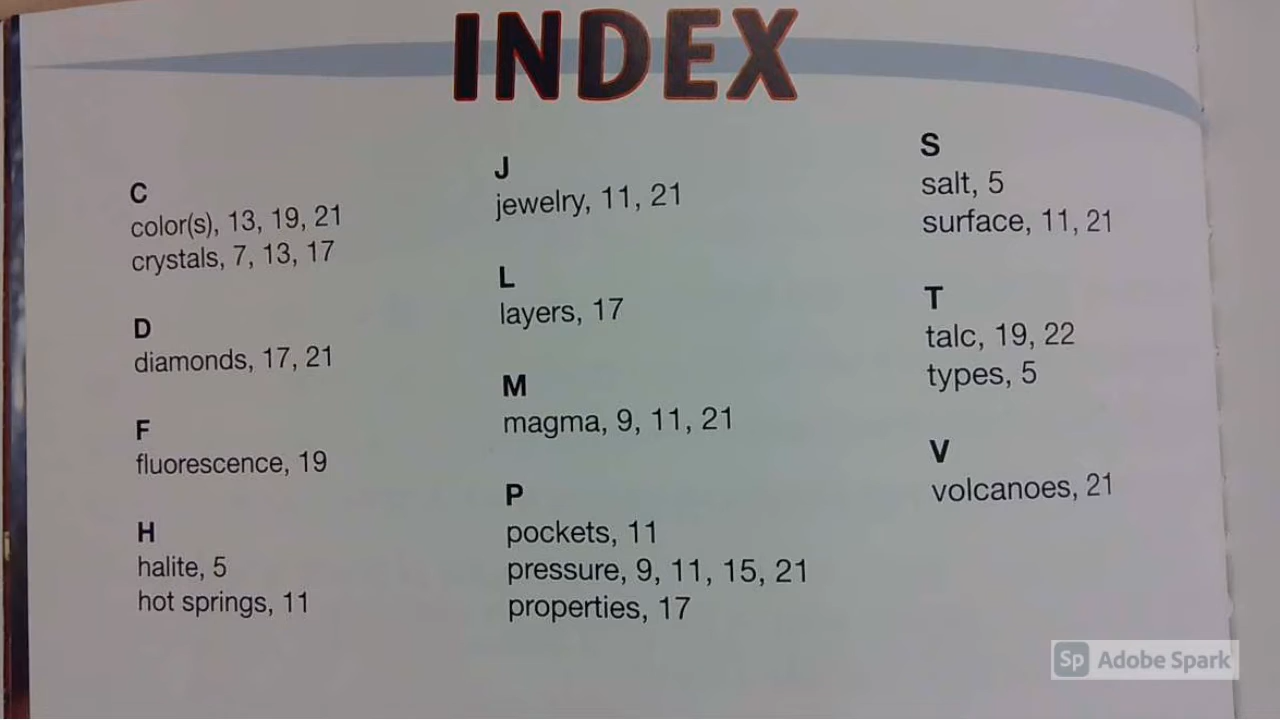 INDEX
C
color(s), 13, 19, 21
crystals, 7, 13, 17
D
diamonds, 17, 21
F
fluorescence, 19
H
halite, 5
hot springs, 11
J
jewelry, 11, 21
L
layers, 17
M
magma, 9, 11, 21
P
pockets, 11
pressure, 9, 11, 15, 21
properties, 17
S
salt, 5
surface, 11, 21
T
talc, 19, 22
types, 5
V
volcanoes, 21
Sp Adobe Spark